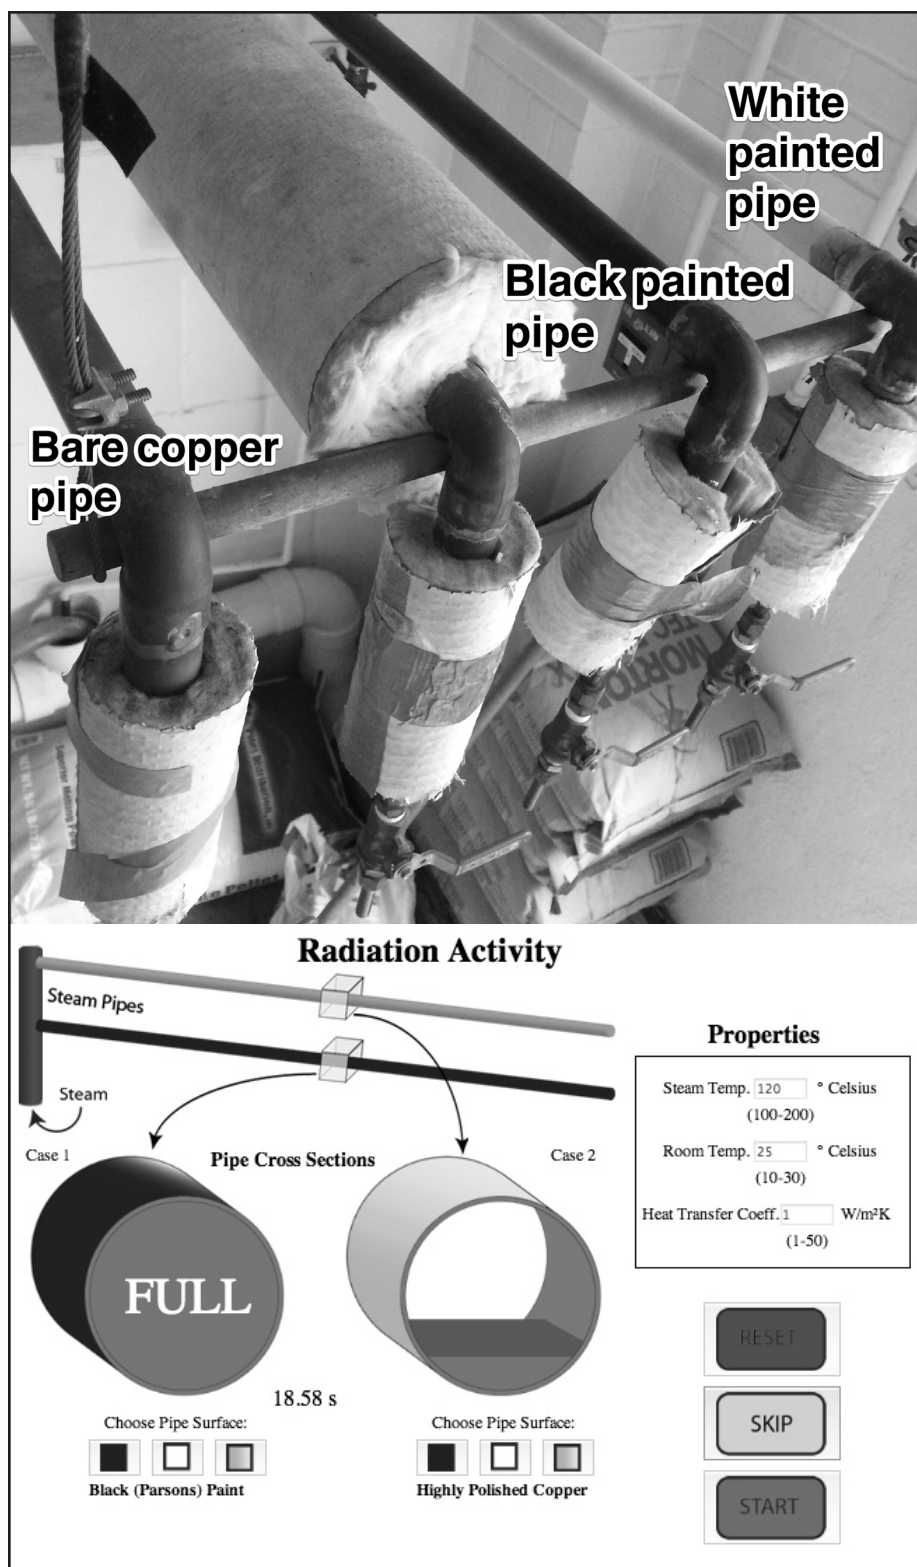 White
painted
pipe
Black painted
pipe
Bare copper
pipe
MORTON
Radiation Activity
Steam Pipes
Steam
Properties
Steam Temp. 120 ° Celsius
(100-200)
Room Temp. 25 ° Celsius
(10-30)
Heat Transfer Coeff. 1 W/m²K
(1-50)
Case 1
Pipe Cross Sections
Case 2
FULL
18.58 s
RESET
SKIP
START
Choose Pipe Surface:
Black (Parsons) Paint
Choose Pipe Surface:
Highly Polished Copper